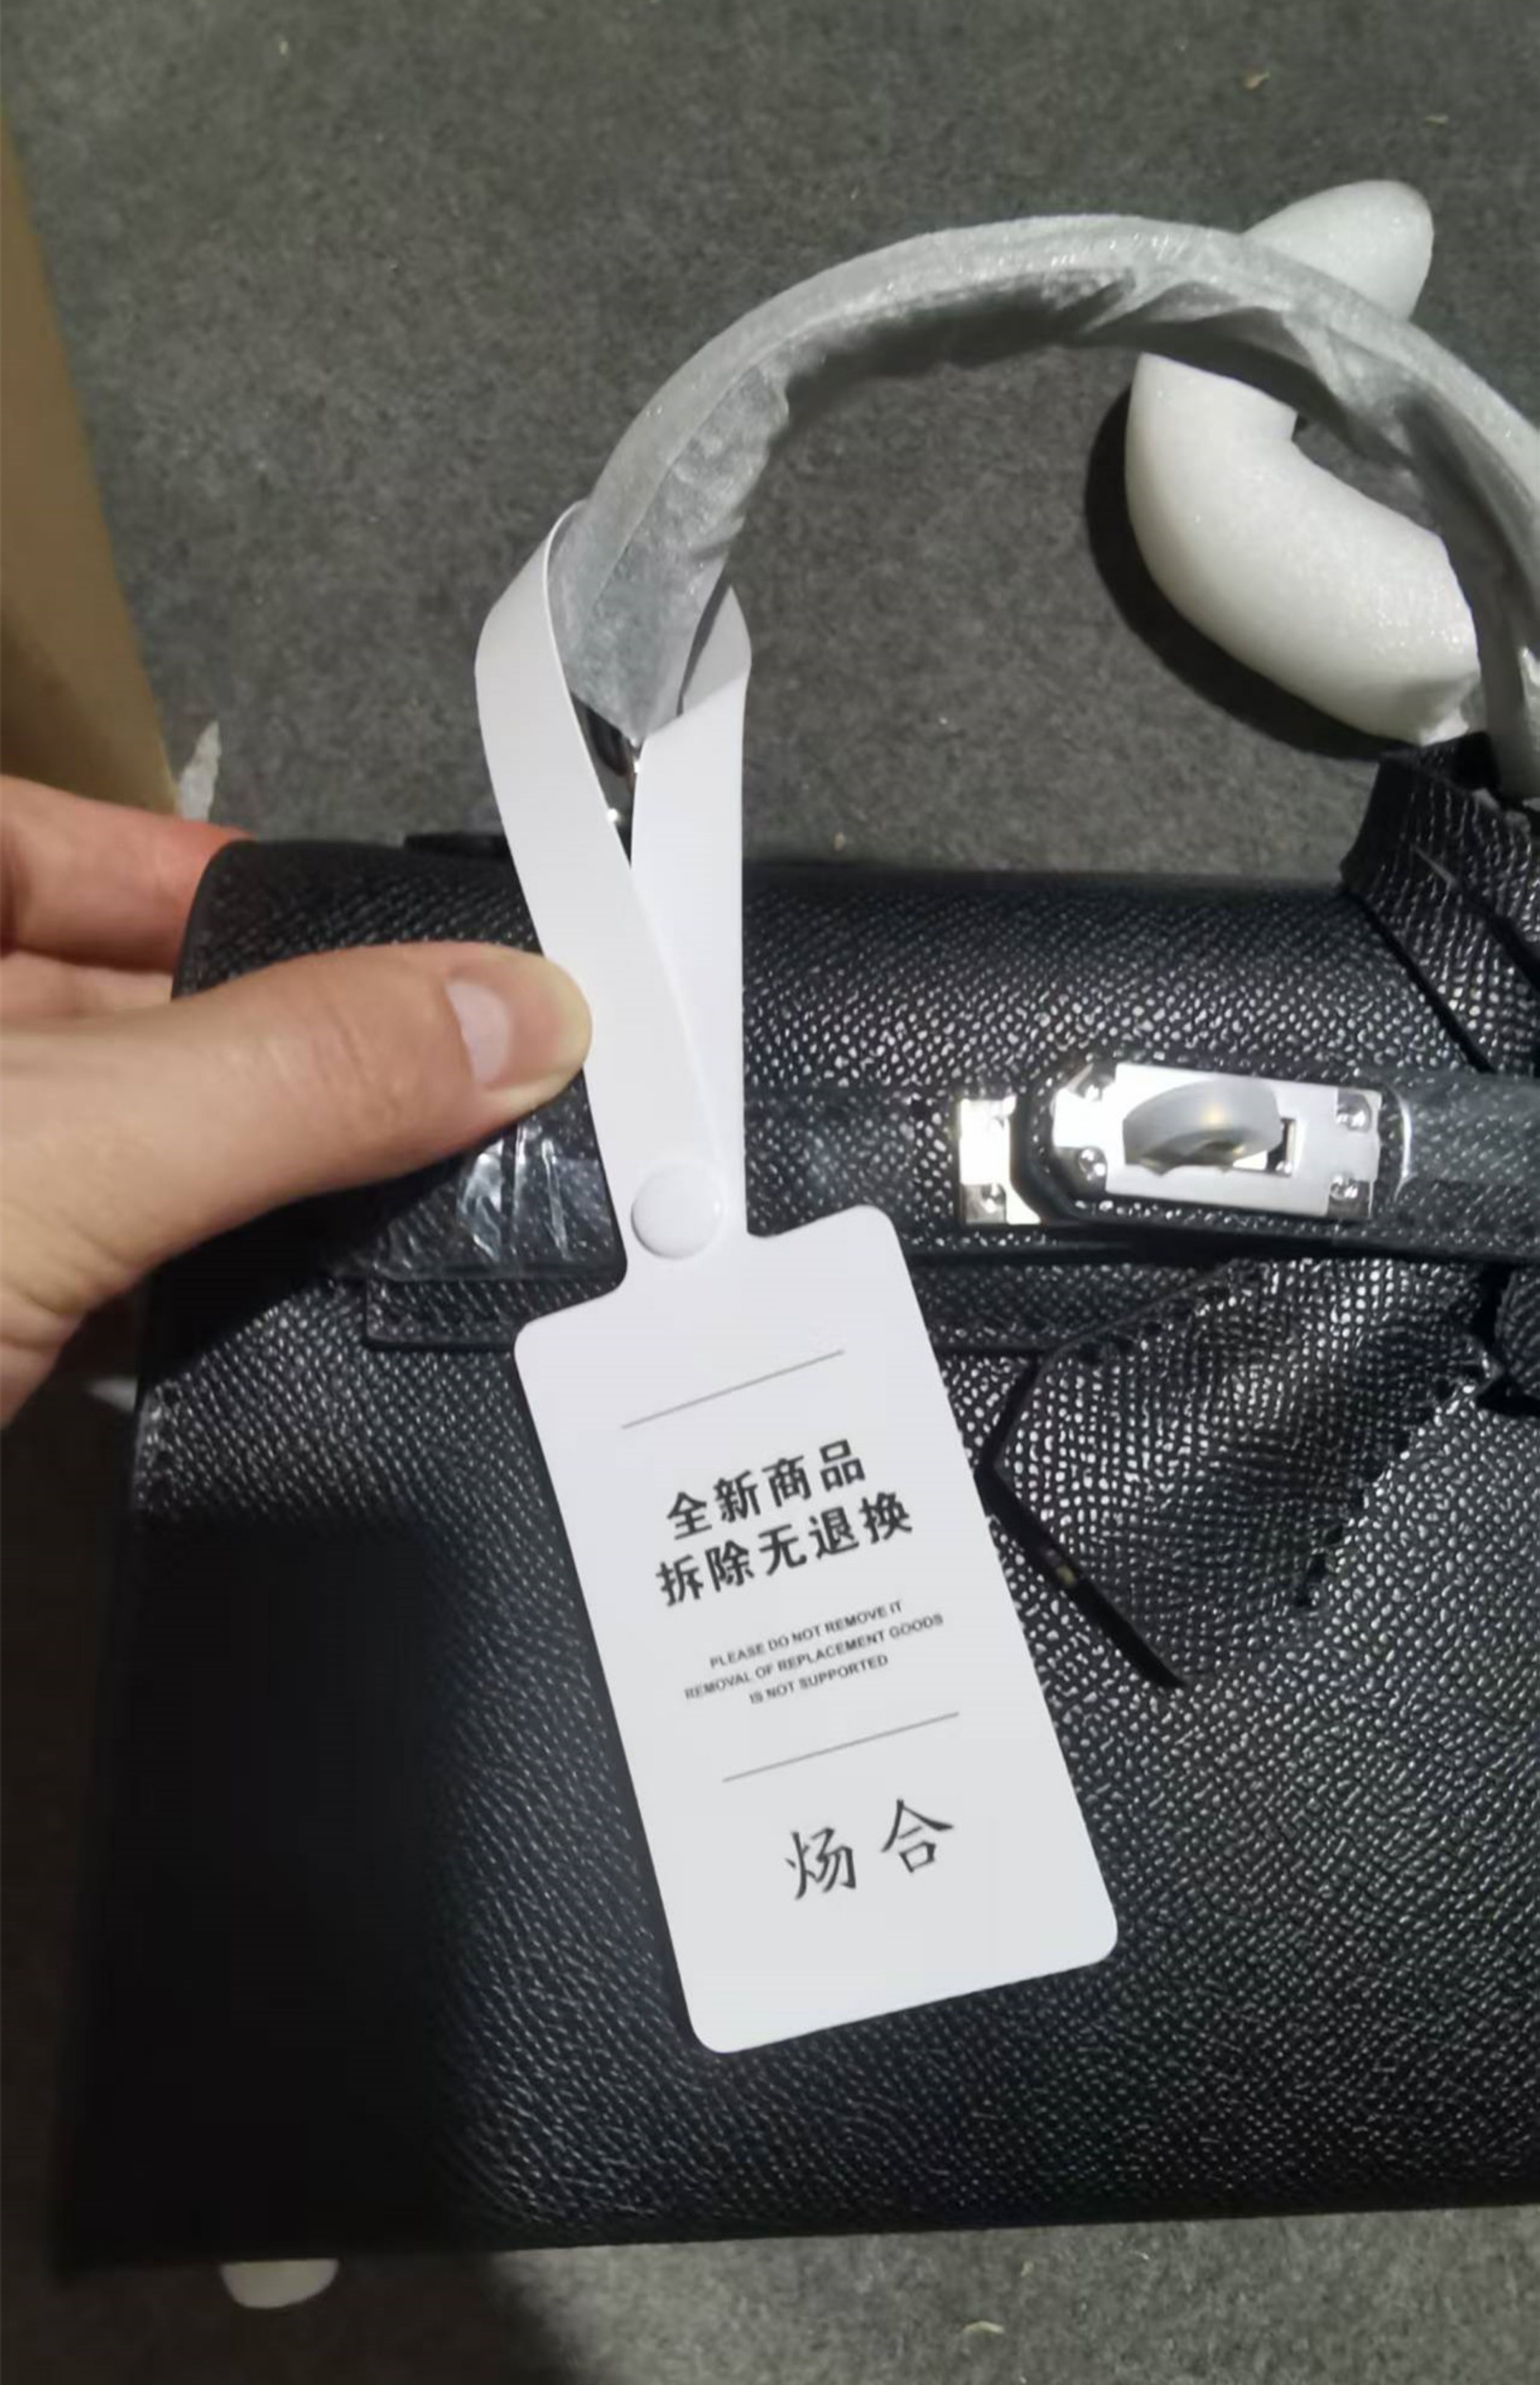 全新商品
拆除无退换
PLEASE DO NOT REMOVE IT
REMOVAL OF REPLACEMENT GOODS
IS NOT SUPPORTED
炀合